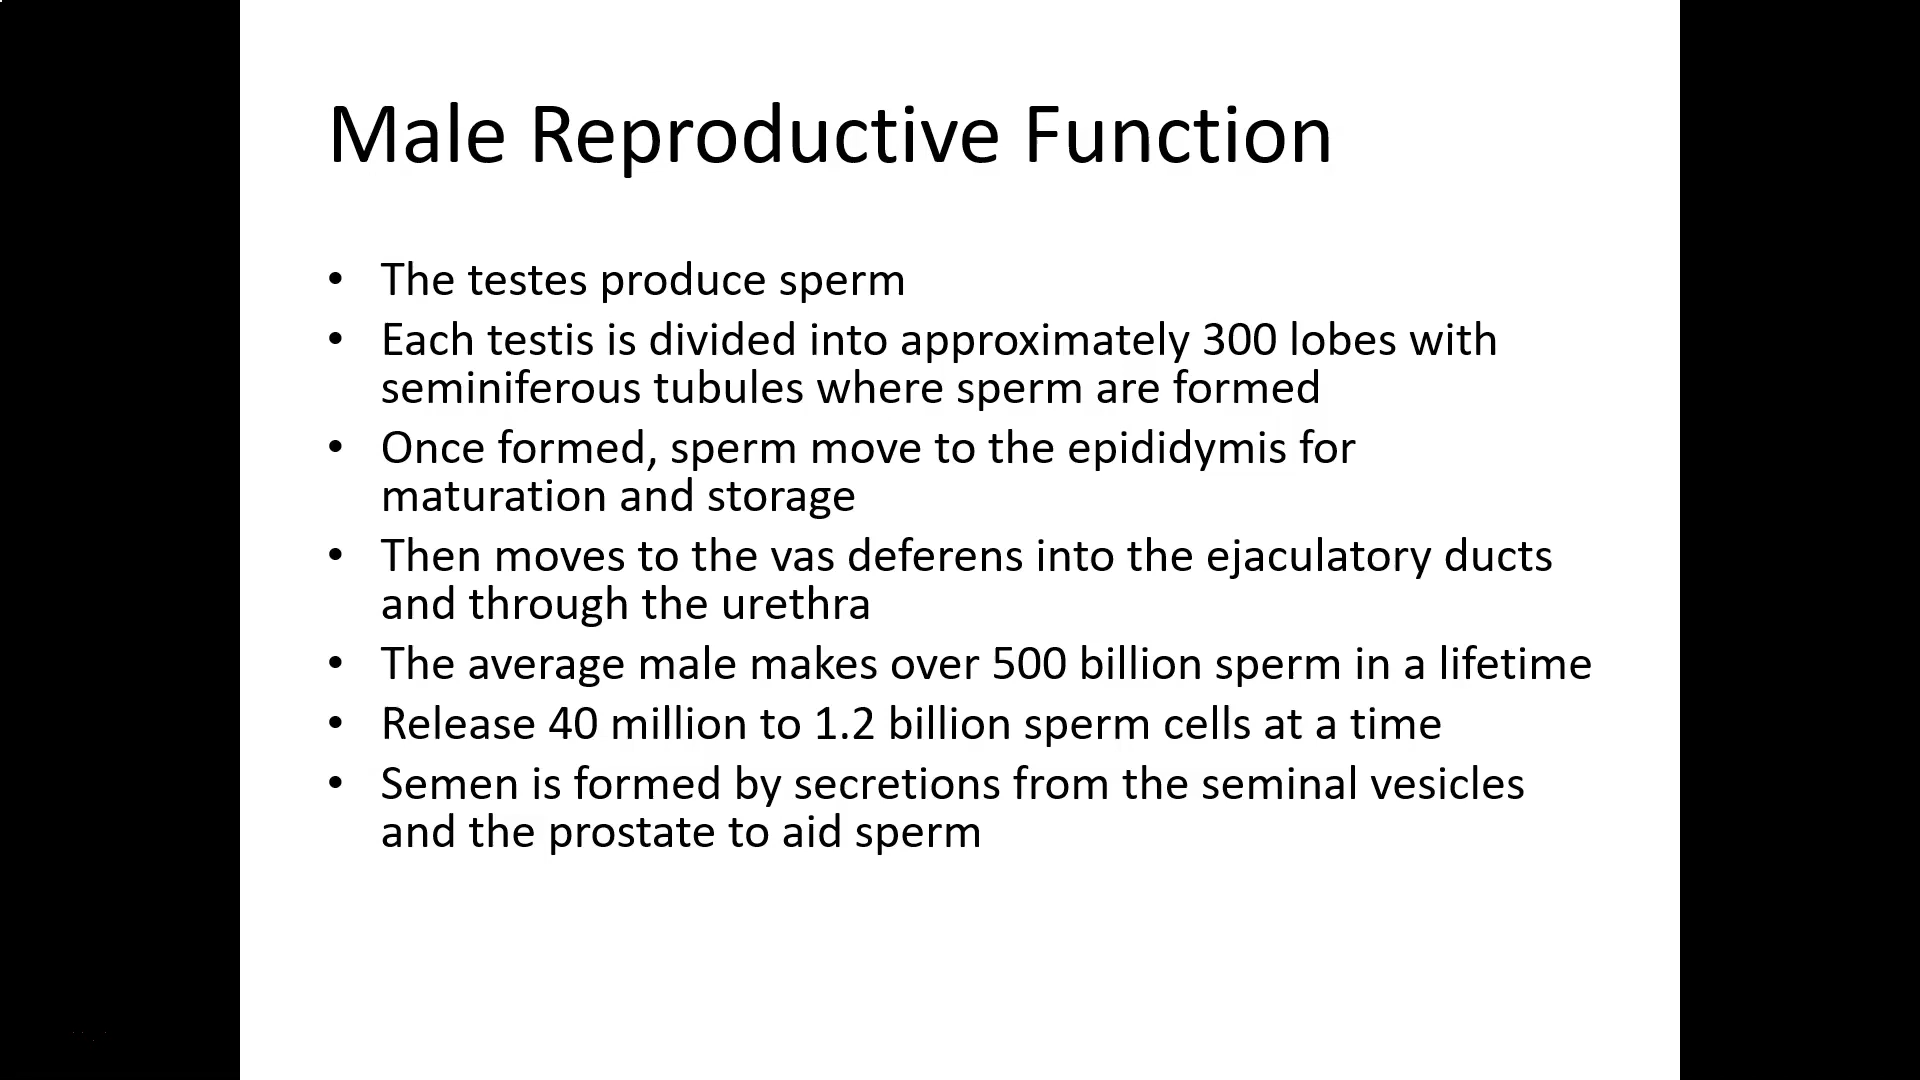 Male Reproductive Function
• The testes produce sperm
• Each testis is divided into approximately 300 lobes with
seminiferous tubules where sperm are formed
• Once formed, sperm move to the epididymis for
maturation and storage
• Then moves to the vas deferens into the ejaculatory ducts
and through the urethra
• The average male makes over 500 billion sperm in a lifetime
• Release 40 million to 1.2 billion sperm cells at a time
• Semen is formed by secretions from the seminal vesicles
and the prostate to aid sperm